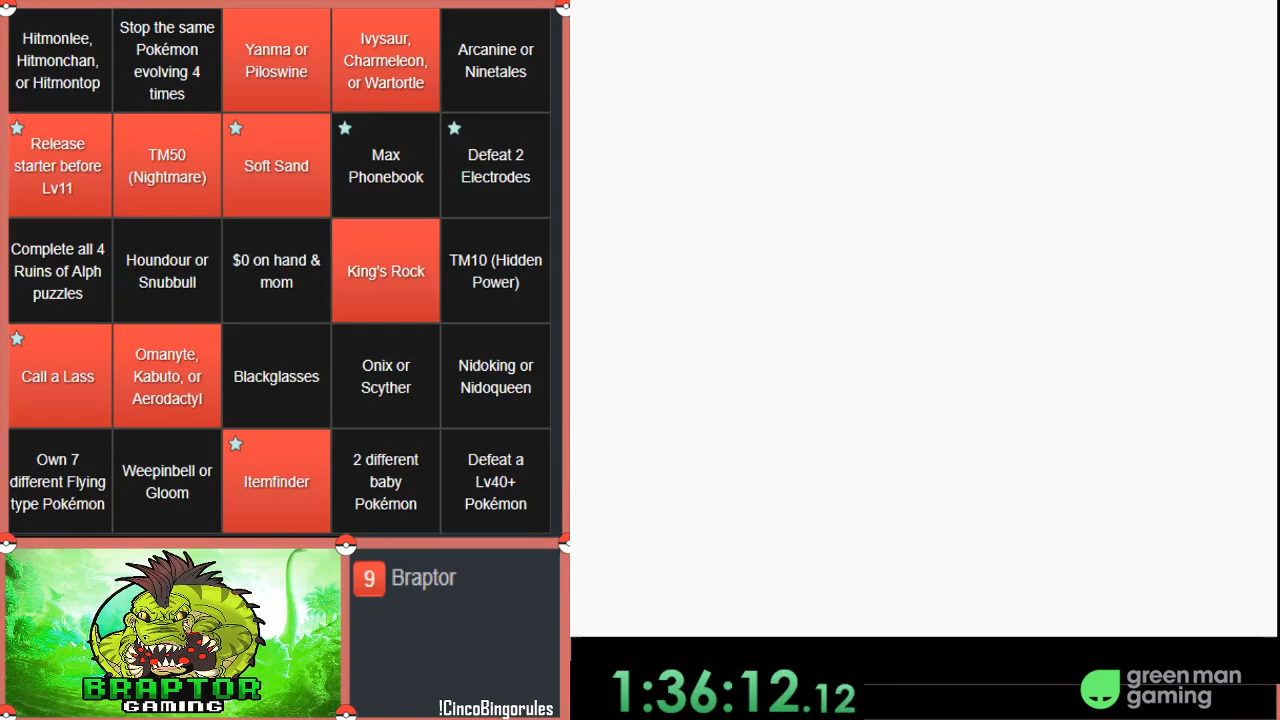 Hitmonlee,
Hitmonchan,
or Hitmontop
Stop the same
Pokémon
evolving 4
times
Yanma or
Piloswine
Ivysaur,
Charmeleon,
or Wartortle
Arcanine or
Ninetales
Release
starter before
Lv11
TM50
(Nightmare)
Soft Sand
Max
Phonebook
Defeat 2
Electrodes
Complete all 4
Ruins of Alph
puzzles
Houndour or
Snubbull
$0 on hand &
mom
King's Rock
TM10 (Hidden
Power)
Call a Lass
Omanyte,
Kabuto, or
Aerodactyl
Blackglasses
Onix or
Scyther
Nidoking or
Nidoqueen
Own 7
different Flying
type Pokémon
Weepinbell or
Gloom
Itemfinder
2 different
baby
Pokémon
Defeat a
Lv40+
Pokémon
BRAPTOR
GAMING
9 Braptor
!CincoBingorules
1:36:12.12
green man
gaming